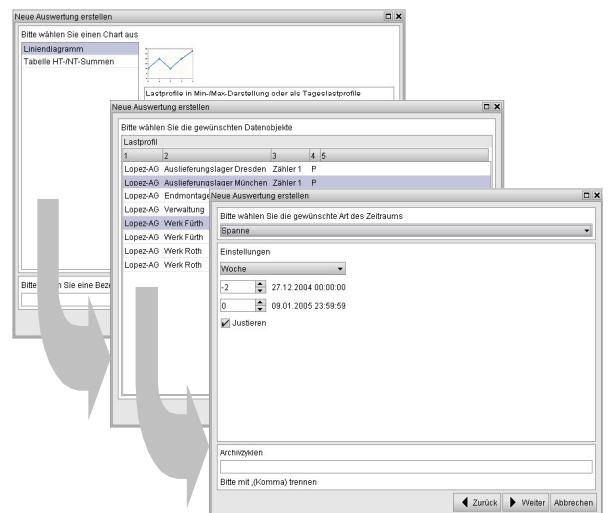 Neue Auswertung erstellen
Bitte wählen Sie einen Chart aus
Liniendiagramm
Tabelle HT-/NT-Summen
Lastprofile in Min-/Max-Darstellung oder als Tageslastprofile
Neue Auswertung erstellen
Bitte wählen Sie die gewünschten Datenobjekte
Lastprofil
1 2 3 4 5
Lopez-AG Auslieferungslager Dresden Zähler 1 P
Lopez-AG Auslieferungslager München Zähler 1 P
Lopez-AG Endmontage
Lopez-AG Verwaltung
Lopez-AG Werk Fürth
Lopez-AG Werk Fürth
Lopez-AG Werk Roth
Lopez-AG Werk Roth
Bitte Sie eine
Neue Auswertung erstellen
Bitte wählen Sie die gewünschte Art des Zeitraums
Spanne
Einstellungen
Woche
-2 27.12.2004 00:00:00
0 09.01.2005 23:59:59
Justieren
Archivzyklen
Bitte mit ,(Komma) trennen
Zurück Weiter Abbrechen